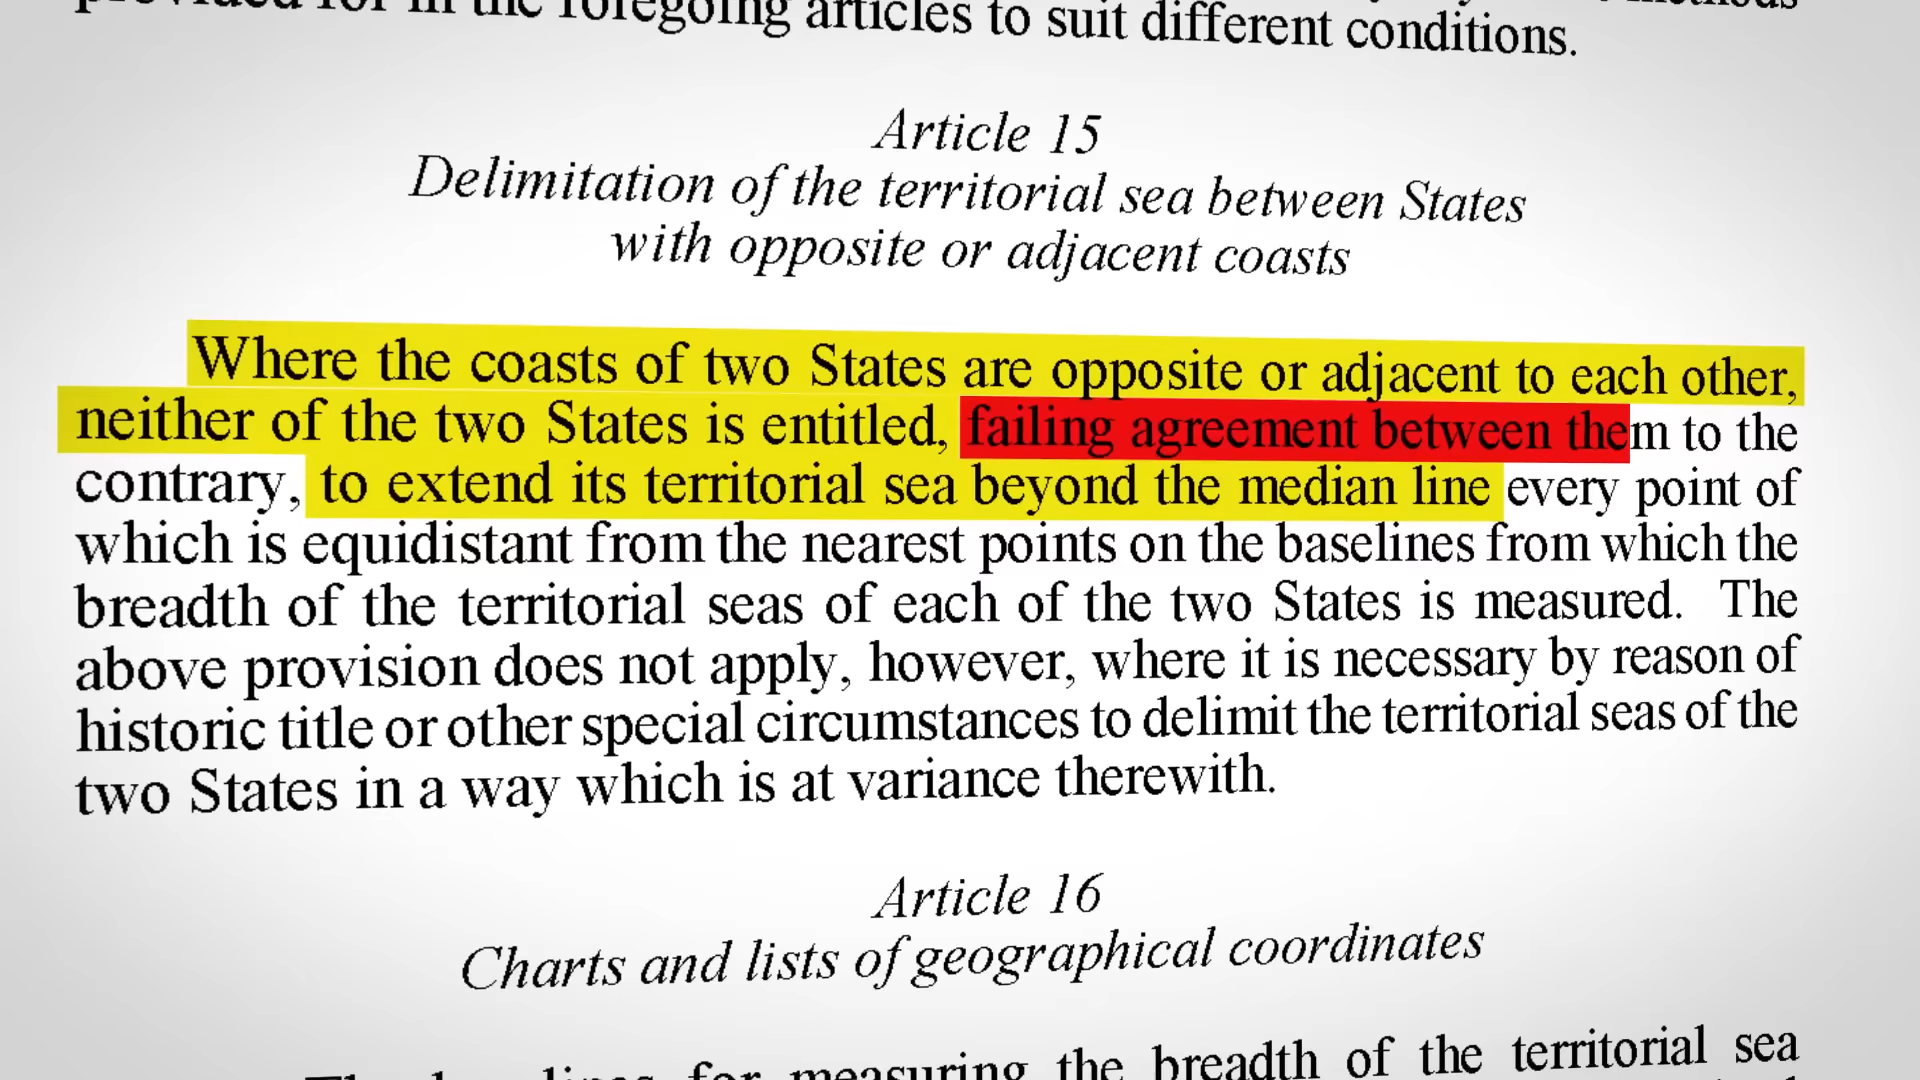 provided for in the foregoing articles to suit different conditions.
Article 15
Delimitation of the territorial sea between States
with opposite or adjacent coasts
Where the coasts of two States are opposite or adjacent to each other,
neither of the two States is entitled, failing agreement between them to the
contrary, to extend its territorial sea beyond the median line every point of
which is equidistant from the nearest points on the baselines from which the
breadth of the territorial seas of each of the two States is measured. The
above provision does not apply, however, where it is necessary by reason of
historic title or other special circumstances to delimit the territorial seas of the
two States in a way which is at variance therewith.
Article 16
Charts and lists of geographical coordinates
for measuring the breadth of the territorial sea